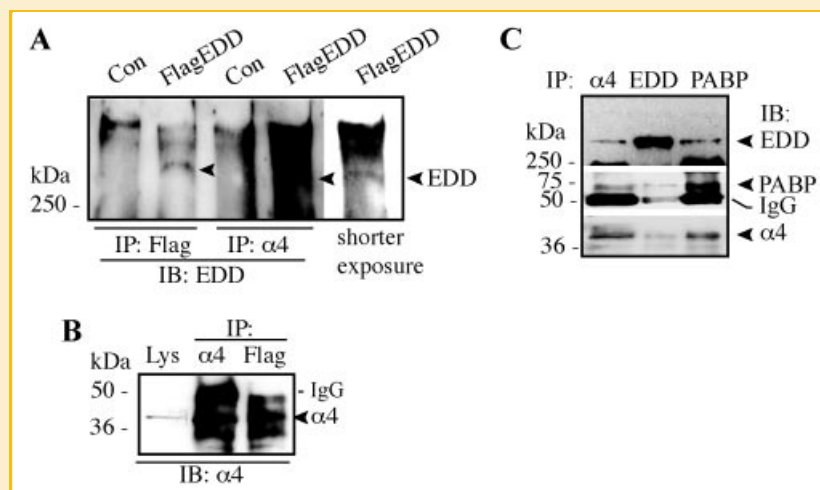 A
Con FlagEDD Con FlagEDD FlagEDD
kDa
250 -
EDD
IP: Flag IP: α4 shorter exposure
IB: EDD
B
IP:
kDa Lys α4 Flag
50 - - IgG
36 - α4
IB: α4
C
IP: α4 EDD PABP
IB:
kDa EDD
250 -
75 - PABP
50 - IgG
36 - α4